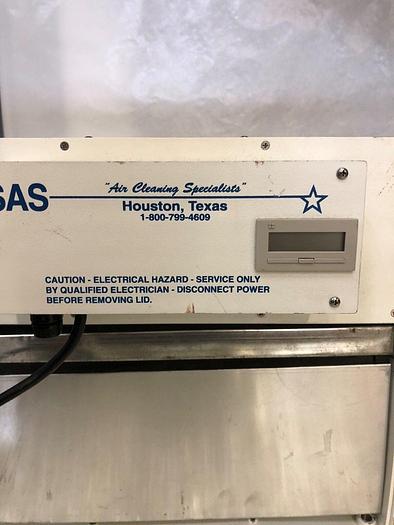 SAS
"Air Cleaning Specialists"
Houston, Texas
1-800-799-4609
CAUTION - ELECTRICAL HAZARD - SERVICE ONLY
BY QUALIFIED ELECTRICIAN - DISCONNECT POWER
BEFORE REMOVING LID.